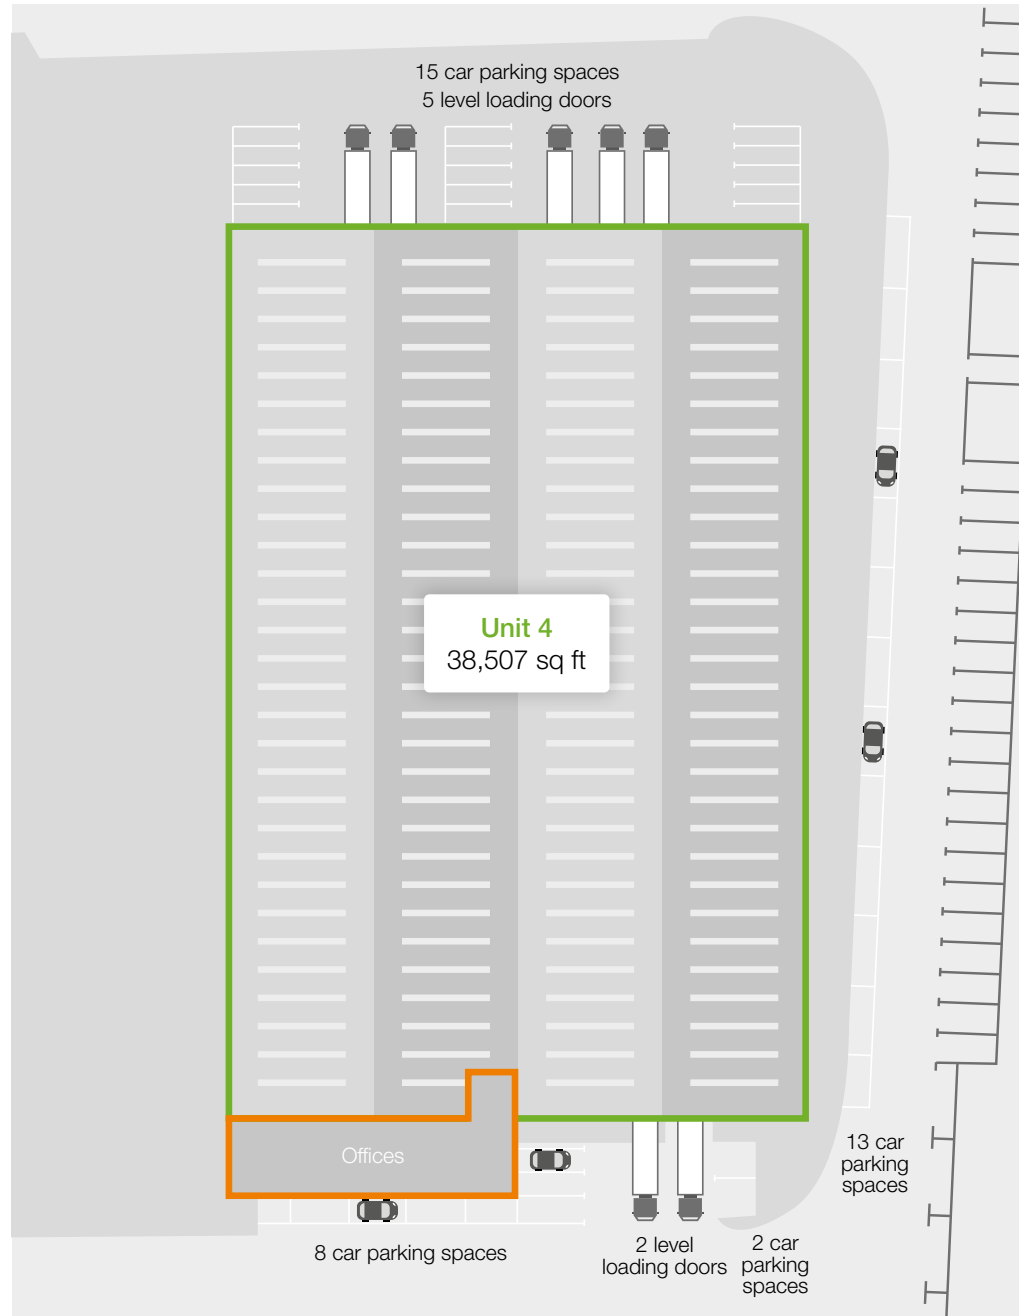 15 car parking spaces
5 level loading doors
Unit 4
38,507 sq ft
Offices
13 car
parking
spaces
8 car parking spaces
2 level
loading doors
2 car
parking
spaces